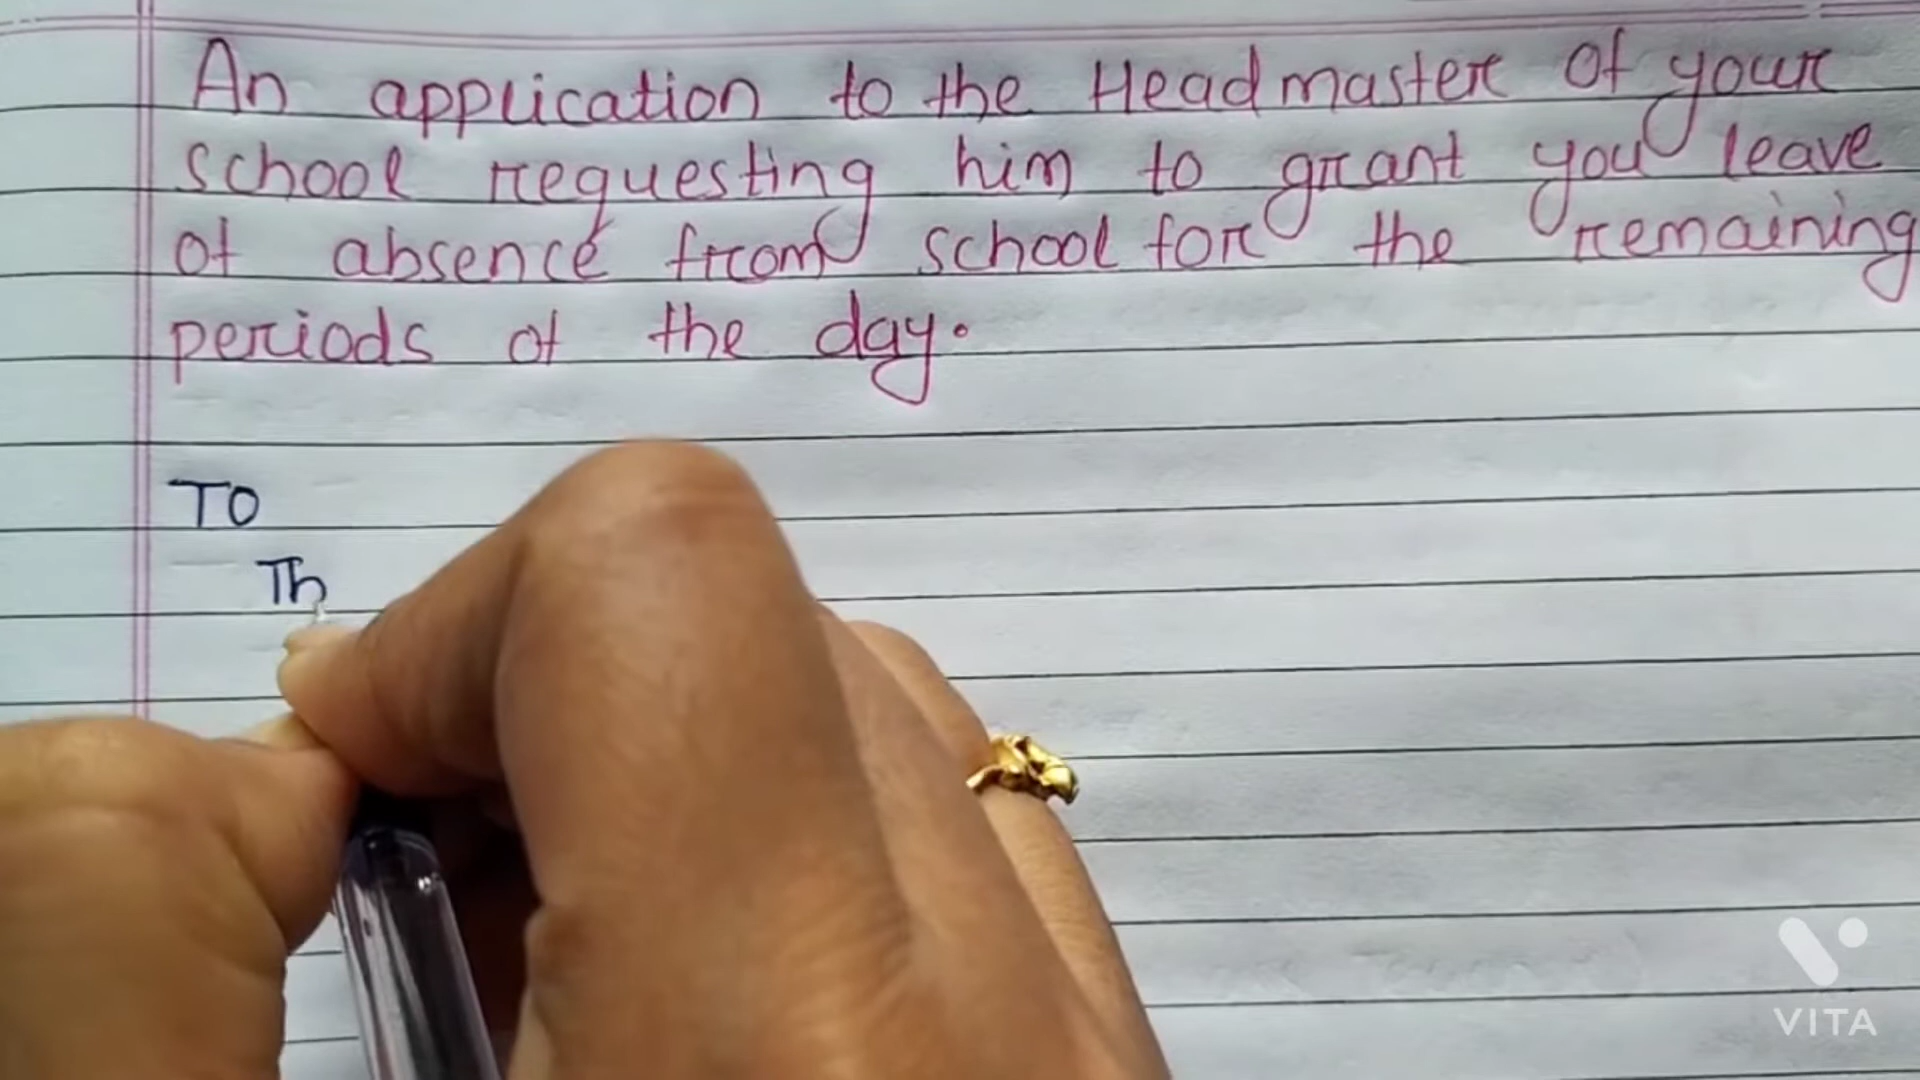 An application to the Headmaster of your
school requesting him to grant you leave
of absence from school for the remaining
periods of the day.
TO
Th
VITA